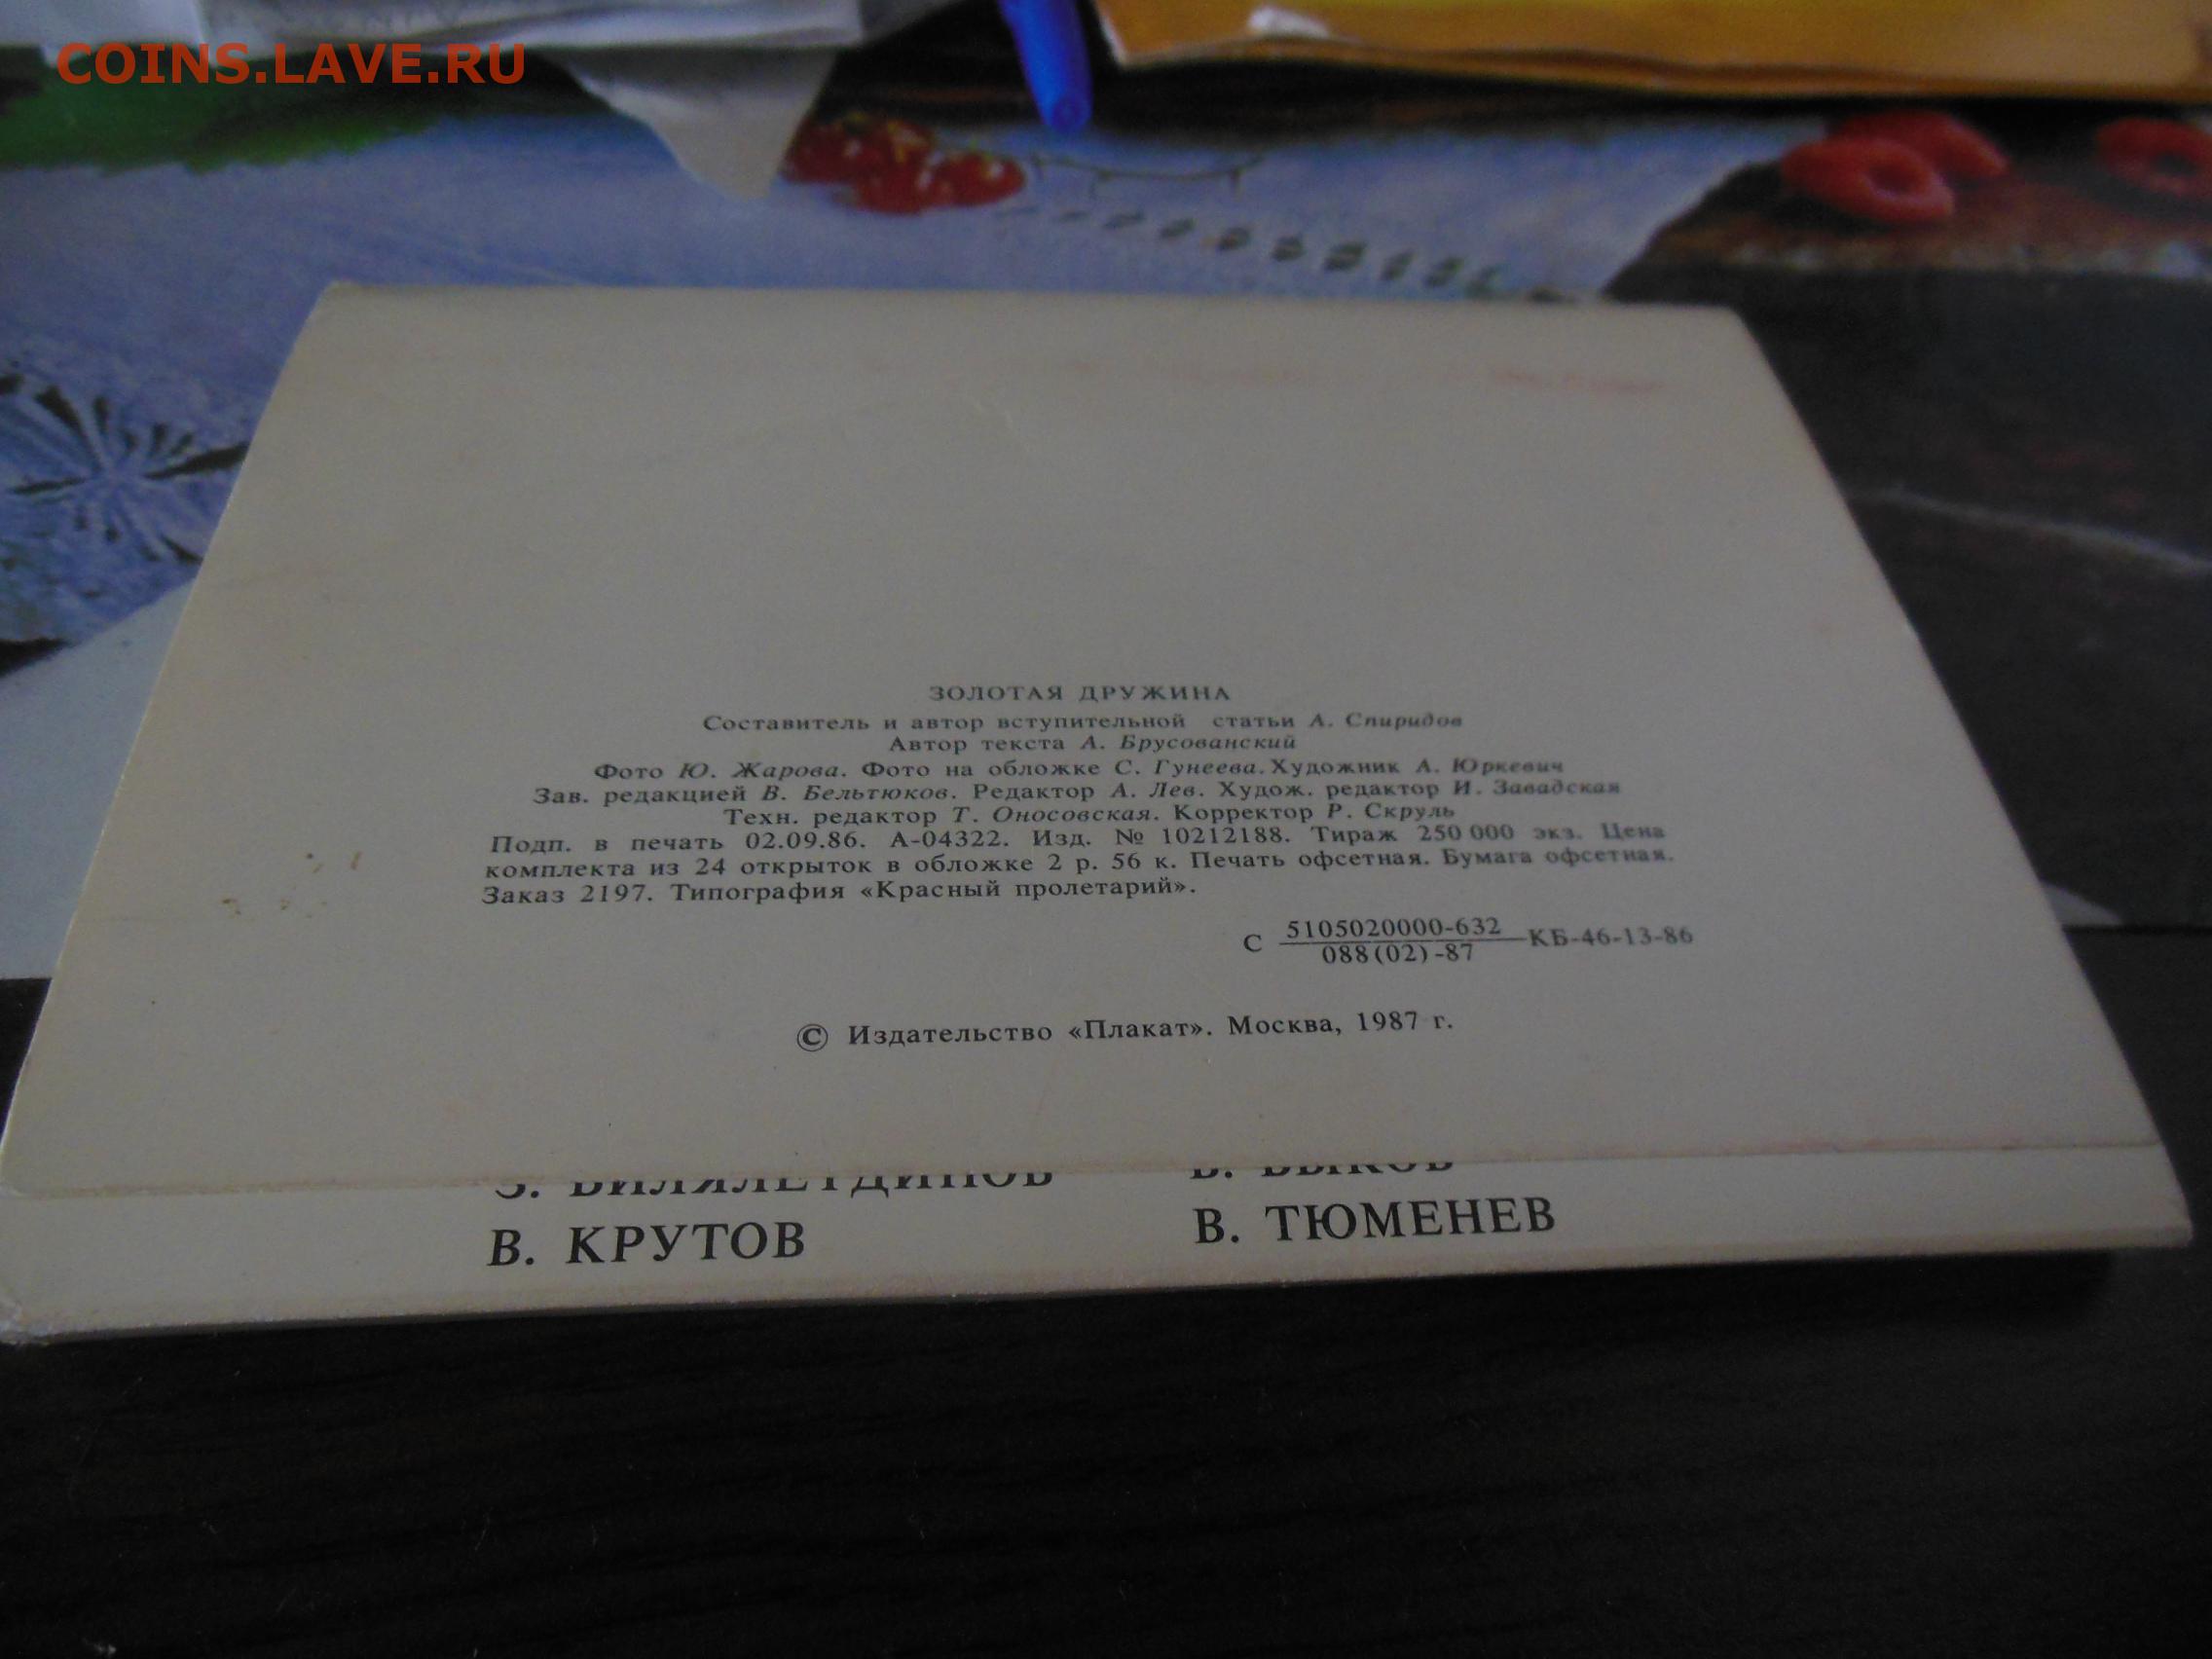 COINS.LAVE.RU
ЗОЛОТАЯ ДРУЖИНА
Составитель и автор вступительной статьи А. Спиридов
Автор текста А. Брусованский
Фото Ю. Жарова. Фото на обложке С. Гунеева. Художник А. Юркевич
Зав. редакцией В. Бельтюков. Редактор А. Лев. Худож. редактор И. Завадская
Техн. редактор Т. Оносовская. Корректор Р. Скруль
Подп. в печать 02.09.86. А-04322. Изд. № 10212188. Тираж 250 000 экз. Цена
комплекта из 24 открыток в обложке 2 р. 56 к. Печать офсетная. Бумага офсетная.
Заказ 2197. Типография «Красный пролетарий».
С 5105020000-632 КБ-46-13-86
088(02)-87
© Издательство «Плакат». Москва, 1987 г.
З. БИЛЯЛЕТДИНОВ В. БЫКОВ
В. КРУТОВ В. ТЮМЕНЕВ